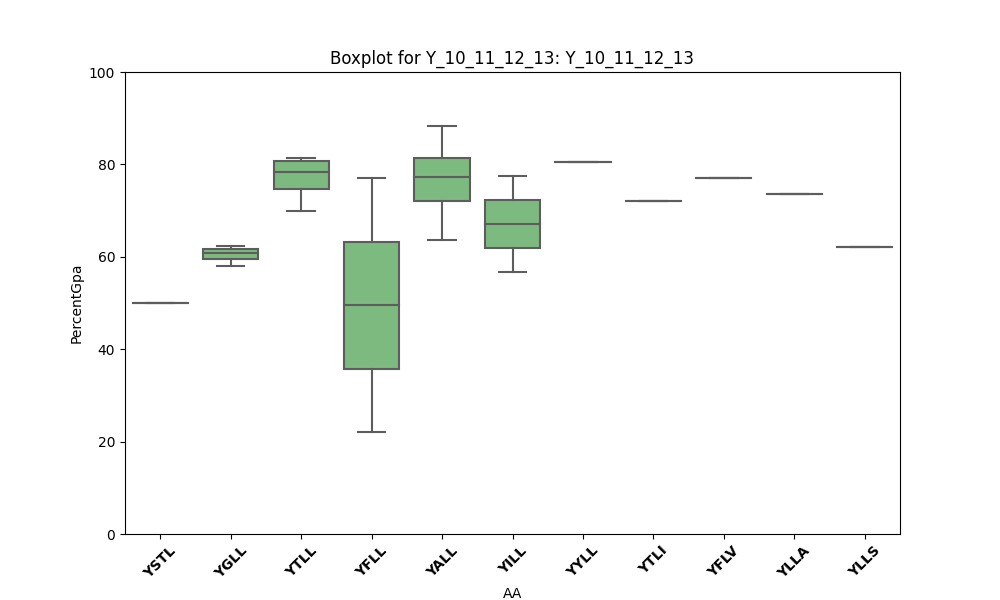 Boxplot for Y_10_11_12_13: Y_10_11_12_13
100
80
60
40
20
0
PercentGpa
YSTL YGLL YTLL YFLL YALL YILL YYLL YTLI YFLV YLLA YLLS
AA